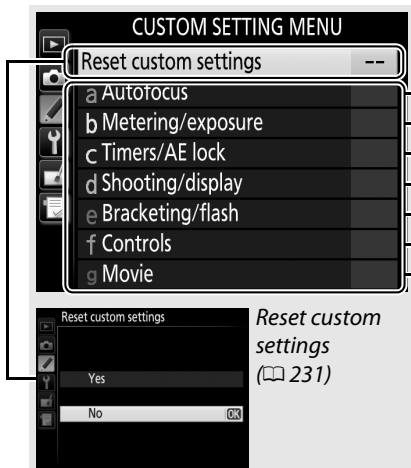 CUSTOM SETTING MENU
Reset custom settings --
a Autofocus
b Metering/exposure
c Timers/AE lock
d Shooting/display
e Bracketing/flash
f Controls
g Movie
Reset custom settings
Yes
No OK
Reset custom
settings
(📖 231)